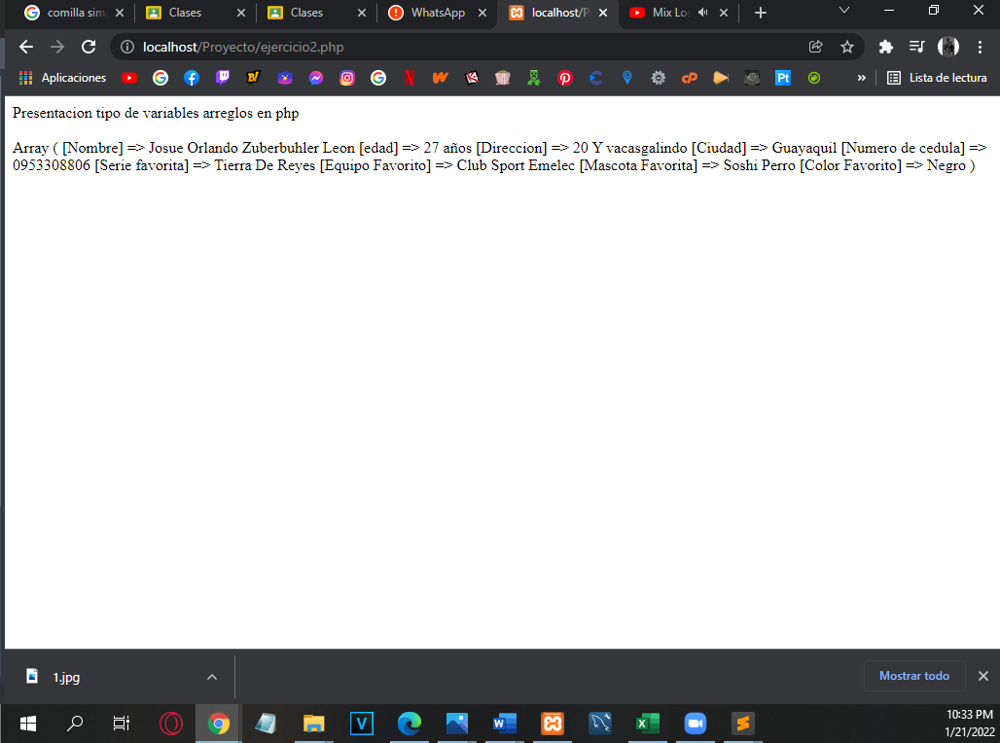 comilla sim
Clases
Clases
WhatsApp
localhost/P
Mix Lo
localhost/Proyecto/ejercicio2.php
Aplicaciones
Pt
»
Lista de lectura
Presentacion tipo de variables arreglos en php
Array ( [Nombre] => Josue Orlando Zuberbuhler Leon [edad] => 27 años [Direccion] => 20 Y vacasgalindo [Ciudad] => Guayaquil [Numero de cedula] =>
0953308806 [Serie favorita] => Tierra De Reyes [Equipo Favorito] => Club Sport Emelec [Mascota Favorita] => Soshi Perro [Color Favorito] => Negro )
1.jpg
Mostrar todo
10:33 PM
1/21/2022